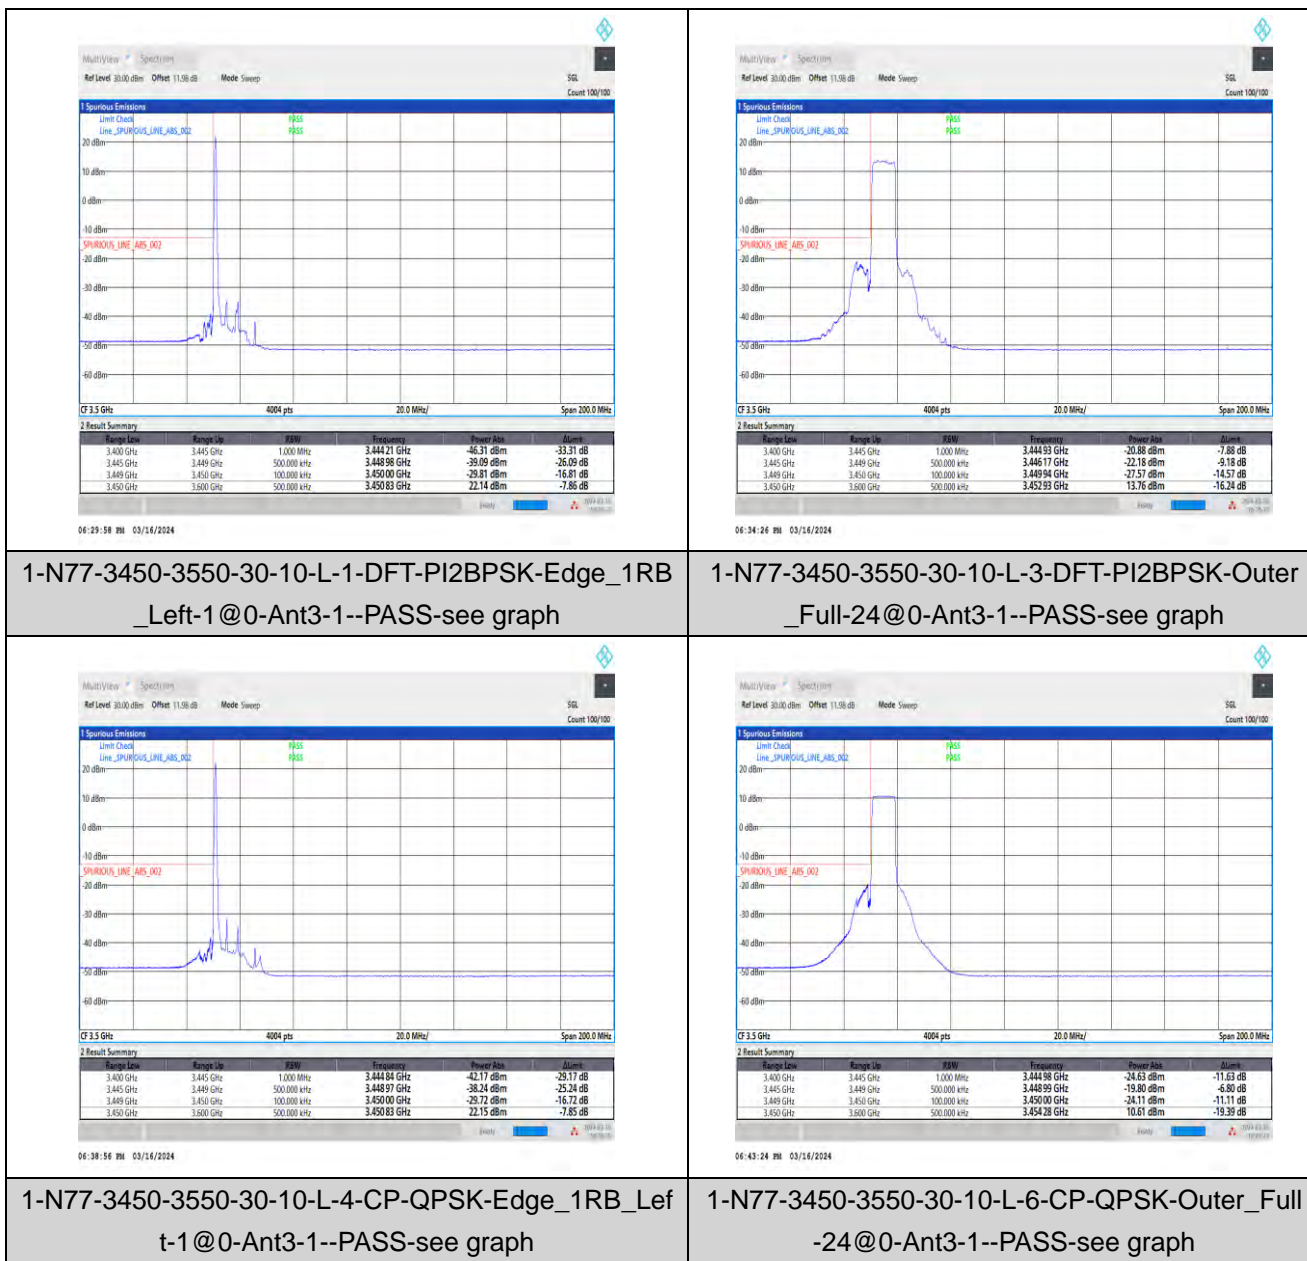 MultiView Spectrum
Ref Level 30.00 dBm Offset 11.98 dB Mode Sweep SGL
Count 100/100
1 Spurious Emissions
Limit Check PASS
Line _SPURIOUS_LINE_ABS_002 PASS
20 dBm
10 dBm
0 dBm
-10 dBm
_SPURIOUS_LINE_ABS_002
-20 dBm
-30 dBm
-40 dBm
-50 dBm
-60 dBm
CF 3.5 GHz 4004 pts 20.0 MHz/ Span 200.0 MHz
2 Result Summary
Range Low Range Up RBW Frequency Power Abs ΔLimit
3.400 GHz 3.445 GHz 1.000 MHz 3.444 21 GHz -46.31 dBm -33.31 dB
3.445 GHz 3.449 GHz 500.000 kHz 3.448 98 GHz -39.09 dBm -26.09 dB
3.449 GHz 3.450 GHz 100.000 kHz 3.450 00 GHz -29.81 dBm -16.81 dB
3.450 GHz 3.600 GHz 500.000 kHz 3.450 83 GHz 22.14 dBm -7.86 dB
06:29:58 PM 03/16/2024
1-N77-3450-3550-30-10-L-1-DFT-PI2BPSK-Edge_1RB
_Left-1@0-Ant3-1--PASS-see graph
MultiView Spectrum
Ref Level 30.00 dBm Offset 11.98 dB Mode Sweep SGL
Count 100/100
1 Spurious Emissions
Limit Check PASS
Line _SPURIOUS_LINE_ABS_002 PASS
20 dBm
10 dBm
0 dBm
-10 dBm
_SPURIOUS_LINE_ABS_002
-20 dBm
-30 dBm
-40 dBm
-50 dBm
-60 dBm
CF 3.5 GHz 4004 pts 20.0 MHz/ Span 200.0 MHz
2 Result Summary
Range Low Range Up RBW Frequency Power Abs ΔLimit
3.400 GHz 3.445 GHz 1.000 MHz 3.444 93 GHz -20.88 dBm -7.88 dB
3.445 GHz 3.449 GHz 500.000 kHz 3.446 17 GHz -22.18 dBm -9.18 dB
3.449 GHz 3.450 GHz 100.000 kHz 3.449 94 GHz -27.57 dBm -14.57 dB
3.450 GHz 3.600 GHz 500.000 kHz 3.452 93 GHz 13.76 dBm -16.24 dB
06:34:26 PM 03/16/2024
1-N77-3450-3550-30-10-L-3-DFT-PI2BPSK-Outer
_Full-24@0-Ant3-1--PASS-see graph
MultiView Spectrum
Ref Level 30.00 dBm Offset 11.98 dB Mode Sweep SGL
Count 100/100
1 Spurious Emissions
Limit Check PASS
Line _SPURIOUS_LINE_ABS_002 PASS
20 dBm
10 dBm
0 dBm
-10 dBm
_SPURIOUS_LINE_ABS_002
-20 dBm
-30 dBm
-40 dBm
-50 dBm
-60 dBm
CF 3.5 GHz 4004 pts 20.0 MHz/ Span 200.0 MHz
2 Result Summary
Range Low Range Up RBW Frequency Power Abs ΔLimit
3.400 GHz 3.445 GHz 1.000 MHz 3.444 84 GHz -42.17 dBm -29.17 dB
3.445 GHz 3.449 GHz 500.000 kHz 3.448 97 GHz -38.24 dBm -25.24 dB
3.449 GHz 3.450 GHz 100.000 kHz 3.450 00 GHz -29.72 dBm -16.72 dB
3.450 GHz 3.600 GHz 500.000 kHz 3.450 83 GHz 22.15 dBm -7.85 dB
06:38:56 PM 03/16/2024
1-N77-3450-3550-30-10-L-4-CP-QPSK-Edge_1RB_Lef
t-1@0-Ant3-1--PASS-see graph
MultiView Spectrum
Ref Level 30.00 dBm Offset 11.98 dB Mode Sweep SGL
Count 100/100
1 Spurious Emissions
Limit Check PASS
Line _SPURIOUS_LINE_ABS_002 PASS
20 dBm
10 dBm
0 dBm
-10 dBm
_SPURIOUS_LINE_ABS_002
-20 dBm
-30 dBm
-40 dBm
-50 dBm
-60 dBm
CF 3.5 GHz 4004 pts 20.0 MHz/ Span 200.0 MHz
2 Result Summary
Range Low Range Up RBW Frequency Power Abs ΔLimit
3.400 GHz 3.445 GHz 1.000 MHz 3.444 98 GHz -24.63 dBm -11.63 dB
3.445 GHz 3.449 GHz 500.000 kHz 3.448 99 GHz -19.80 dBm -6.80 dB
3.449 GHz 3.450 GHz 100.000 kHz 3.450 00 GHz -24.11 dBm -11.11 dB
3.450 GHz 3.600 GHz 500.000 kHz 3.454 28 GHz 10.61 dBm -19.39 dB
06:43:24 PM 03/16/2024
1-N77-3450-3550-30-10-L-6-CP-QPSK-Outer_Full
-24@0-Ant3-1--PASS-see graph